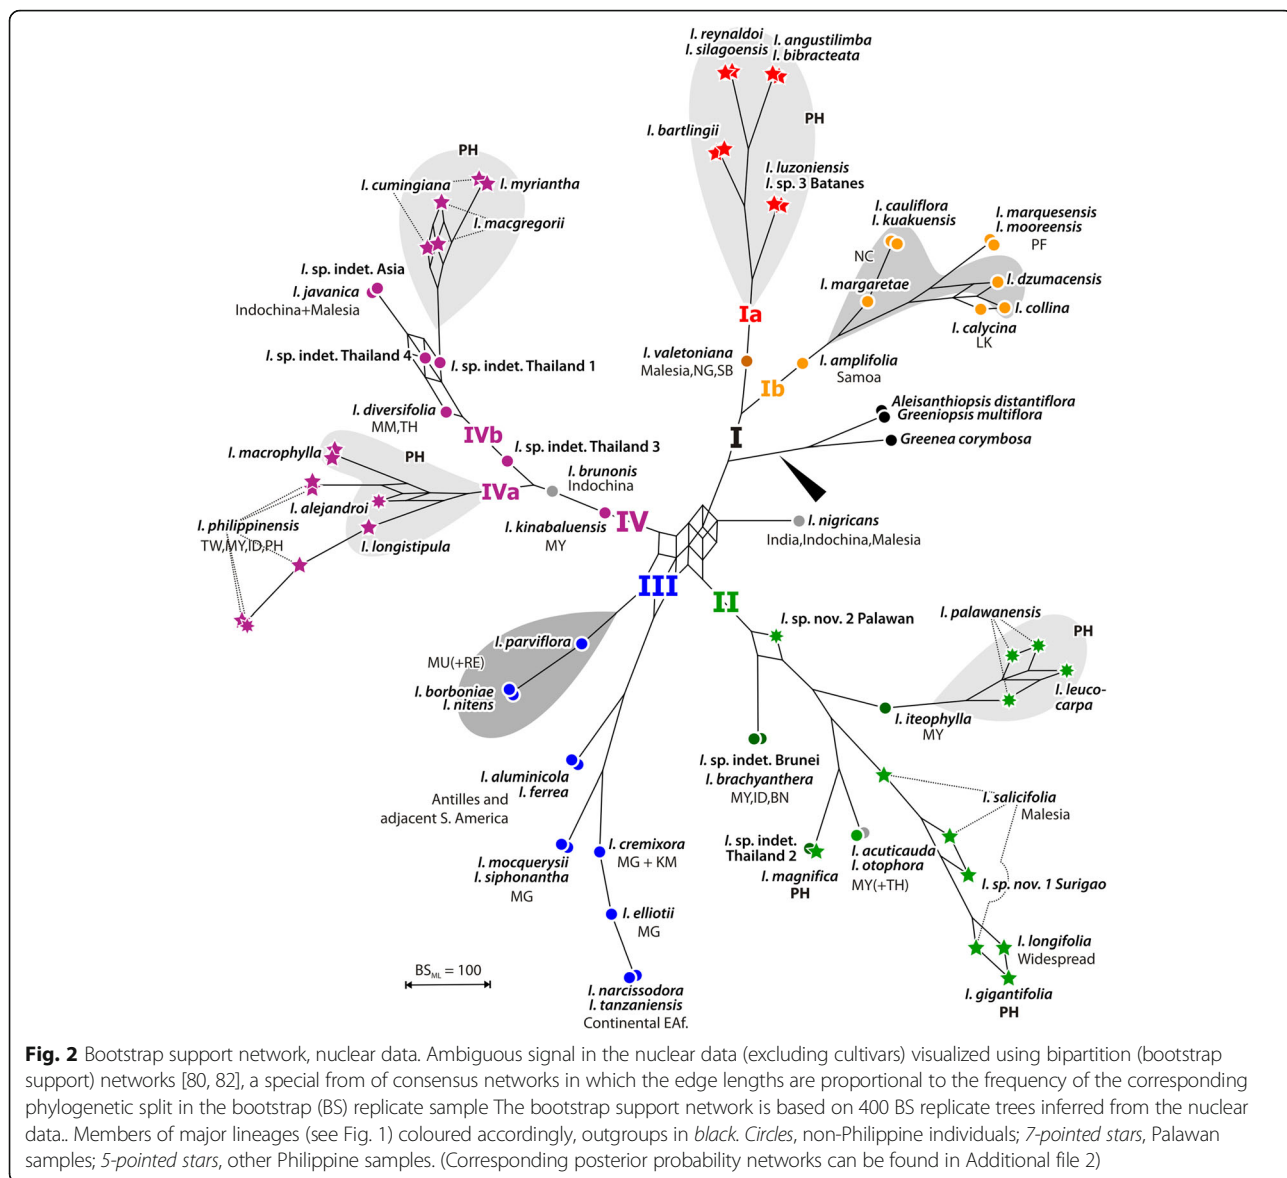 I. reynaldoi
I. silagoensis
I. angustilimba
I. bibracteata
PH
I. bartlingii
I. luzoniensis
I. sp. 3 Batanes
PH
I. cumingiana
I. myriantha
I. macgregorii
I. cauliflora
I. kuakuensis
I. marquesensis
I. mooreensis
PF
NC
I. margaretae
I. dzumacensis
I. collina
I. calycina
LK
I. sp. indet. Asia
I. javanica
Indochina+Malesia
Ia
I. sp. indet. Thailand 4
I. sp. indet. Thailand 1
I. valetoniana
Malesia,NG,SB
I. amplifolia
Samoa
Ib
I. diversifolia
MM,TH
Aleisanthiopsis distantiflora
Greeniopsis multiflora
Greenea corymbosa
IVb
I
I. sp. indet. Thailand 3
I. macrophylla
PH
I. brunonis
Indochina
IVa
I. alejandroi
I. philippinensis
TW,MY,ID,PH
I. longistipula
I. kinabaluensis
MY
IV
I. nigricans
India,Indochina,Malesia
III
II
I. sp. nov. 2 Palawan
I. palawanensis
PH
I. parviflora
MU(+RE)
I. borboniae
I. nitens
I. leuco-
carpa
I. iteophylla
MY
I. sp. indet. Brunei
I. brachyanthera
MY,ID,BN
I. aluminicola
I. ferrea
Antilles and
adjacent S. America
I. salicifolia
Malesia
I. cremixora
MG + KM
I. mocquerysii
I. siphonantha
MG
I. sp. indet.
Thailand 2
I. magnifica
PH
I. acuticauda
I. otophora
MY(+TH)
I. sp. nov. 1 Surigao
I. elliotii
MG
I. longifolia
Widespread
BSML = 100
I. narcissodora
I. tanzaniensis
Continental EAf.
I. gigantifolia
PH
Fig. 2 Bootstrap support network, nuclear data. Ambiguous signal in the nuclear data (excluding cultivars) visualized using bipartition (bootstrap
support) networks [80, 82], a special from of consensus networks in which the edge lengths are proportional to the frequency of the corresponding
phylogenetic split in the bootstrap (BS) replicate sample The bootstrap support network is based on 400 BS replicate trees inferred from the nuclear
data.. Members of major lineages (see Fig. 1) coloured accordingly, outgroups in black. Circles, non-Philippine individuals; 7-pointed stars, Palawan
samples; 5-pointed stars, other Philippine samples. (Corresponding posterior probability networks can be found in Additional file 2)